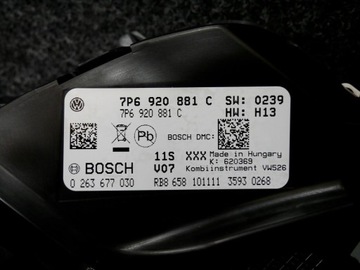 7P6 920 881 C SW: 0239
7P6 920 881 C HW: H13
Pb
BOSCH DMC:
BOSCH
11S XXX Made in Hungary
K: 620369
V07 Kombiinstrument VW526
0 263 677 030 RB8 658 101111 3593 0268